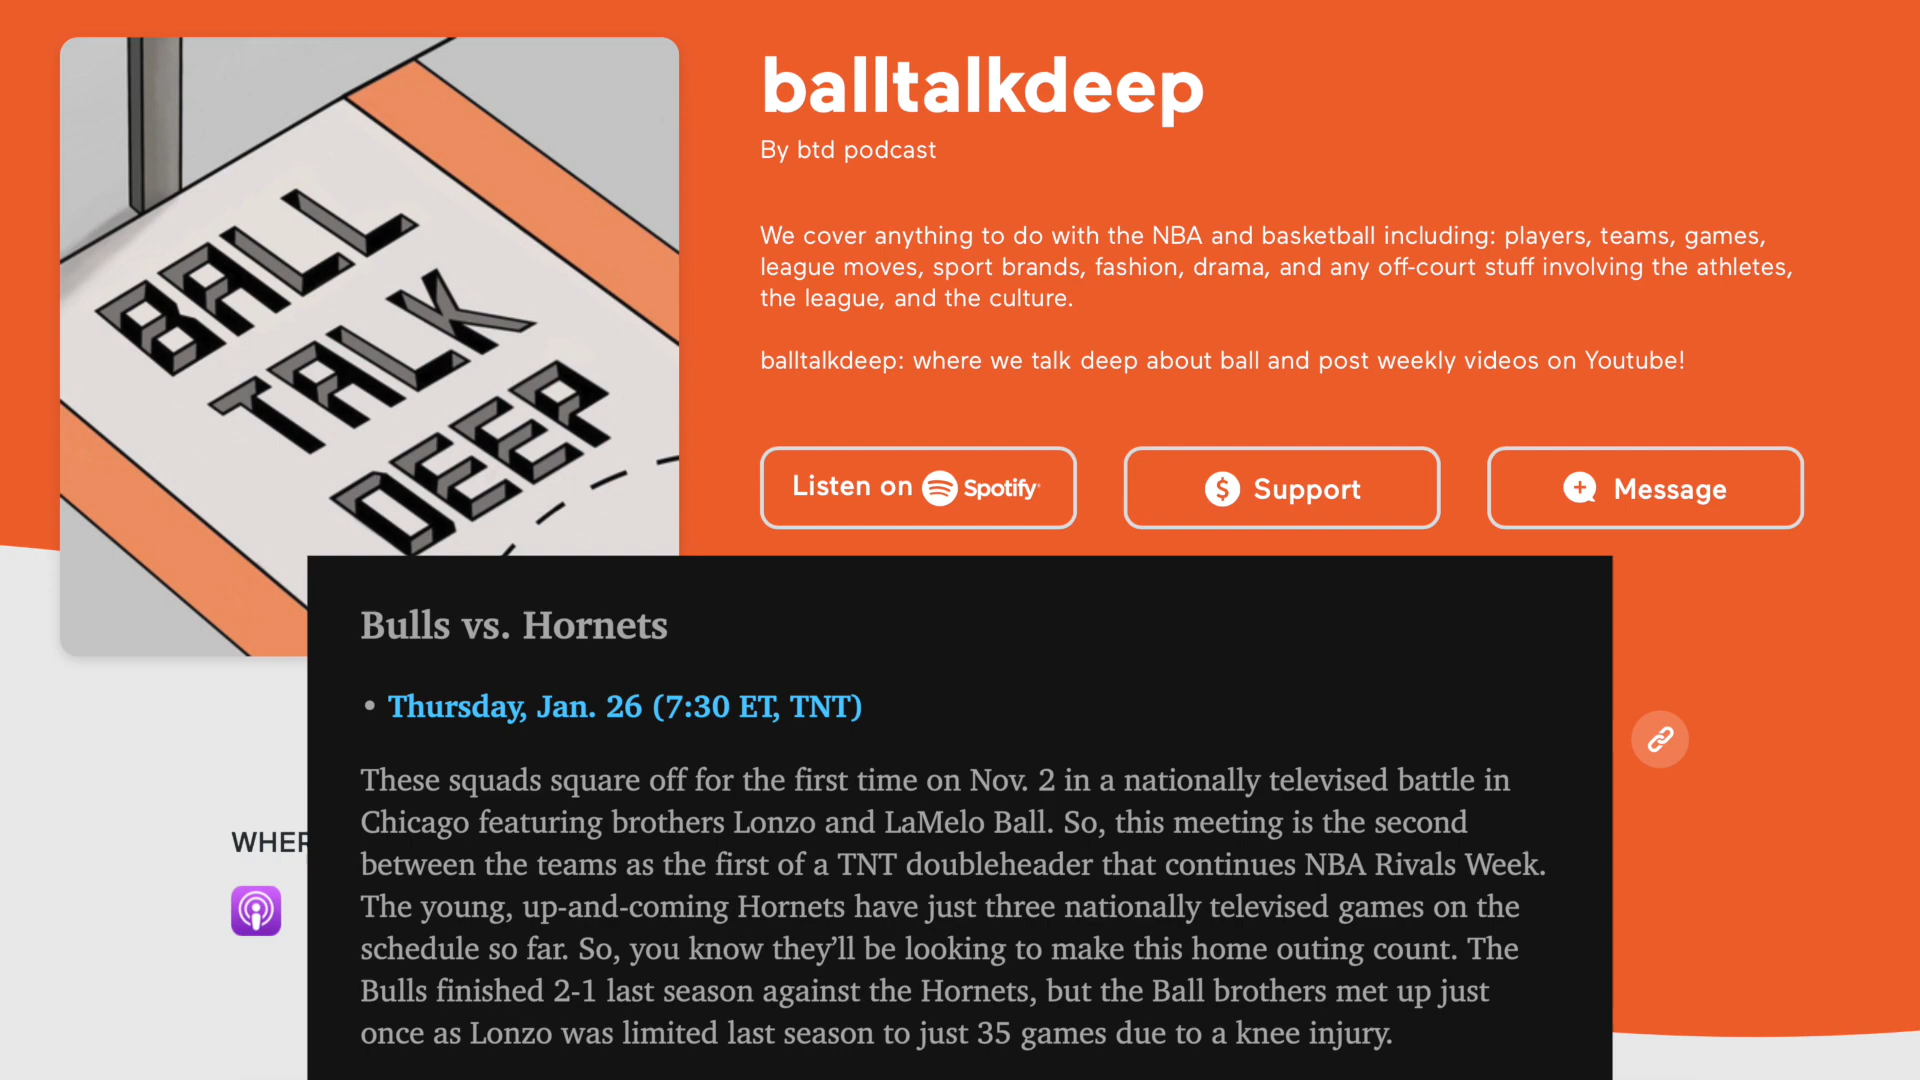 BALL
TALK
DEEP
balltalkdeep
By btd podcast
We cover anything to do with the NBA and basketball including: players, teams, games,
league moves, sport brands, fashion, drama, and any off-court stuff involving the athletes,
the league, and the culture.
balltalkdeep: where we talk deep about ball and post weekly videos on Youtube!
Listen on Spotify
Support
Message
WHER
Bulls vs. Hornets
• Thursday, Jan. 26 (7:30 ET, TNT)
These squads square off for the first time on Nov. 2 in a nationally televised battle in
Chicago featuring brothers Lonzo and LaMelo Ball. So, this meeting is the second
between the teams as the first of a TNT doubleheader that continues NBA Rivals Week.
The young, up-and-coming Hornets have just three nationally televised games on the
schedule so far. So, you know they’ll be looking to make this home outing count. The
Bulls finished 2-1 last season against the Hornets, but the Ball brothers met up just
once as Lonzo was limited last season to just 35 games due to a knee injury.